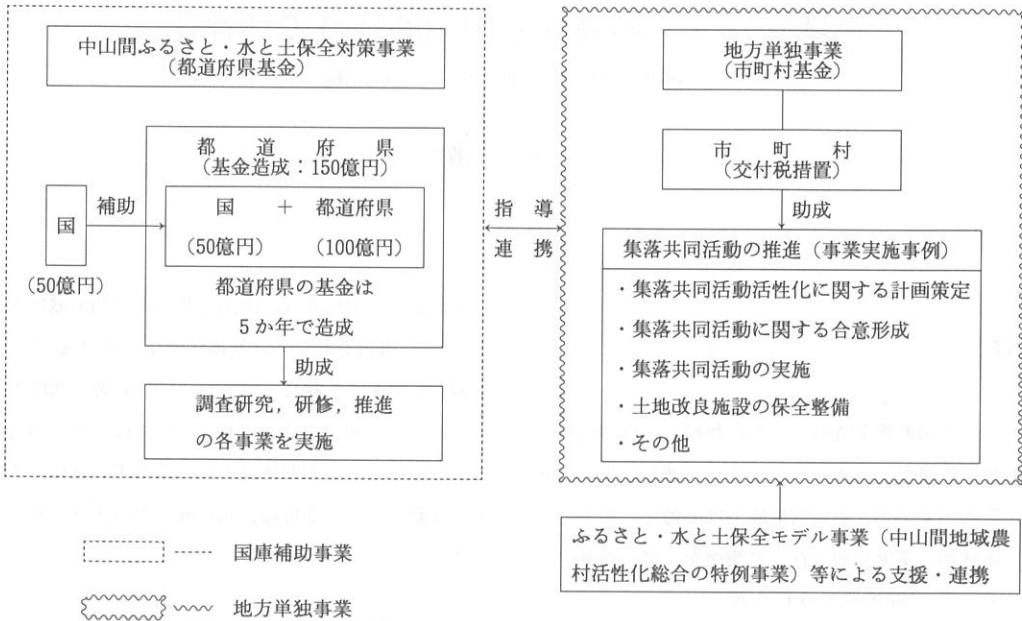 中山間ふるさと・水と土保全対策事業
(都道府県基金)
都道府県
(基金造成:150億円)
国
補助
国 + 都道府県
(50億円) (100億円)
(50億円)
都道府県の基金は
5か年で造成
助成
調査研究,研修,推進
の各事業を実施
指導
連携
地方単独事業
(市町村基金)
市町村
(交付税措置)
助成
集落共同活動の推進(事業実施事例)
・集落共同活動活性化に関する計画策定
・集落共同活動に関する合意形成
・集落共同活動の実施
・土地改良施設の保全整備
・その他
ふるさと・水と土保全モデル事業(中山間地域農
村活性化総合の特例事業)等による支援・連携
国庫補助事業
地方単独事業